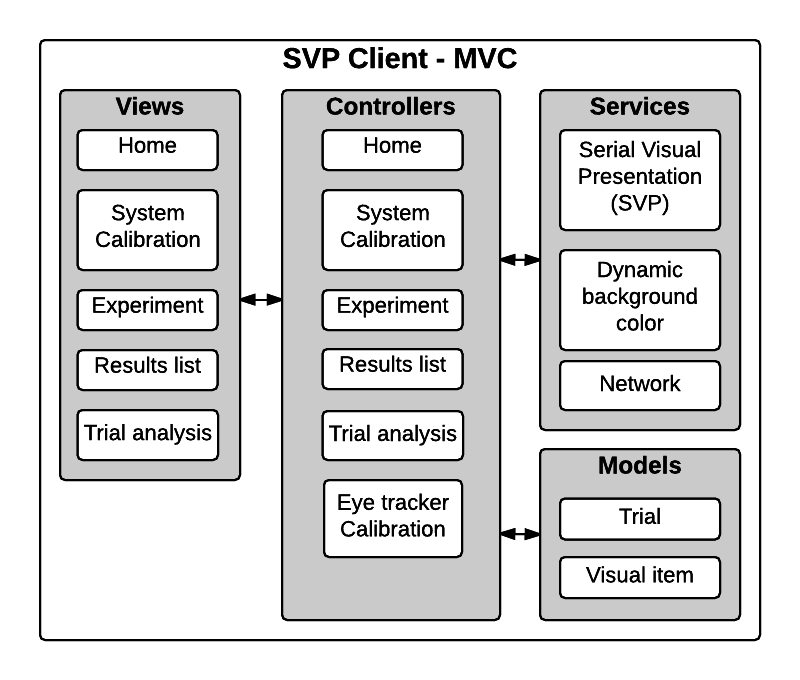 SVP Client - MVC
Views
Home
System
Calibration
Experiment
Results list
Trial analysis
Controllers
Home
System
Calibration
Experiment
Results list
Trial analysis
Eye tracker
Calibration
Services
Serial Visual
Presentation
(SVP)
Dynamic
background
color
Network
Models
Trial
Visual item